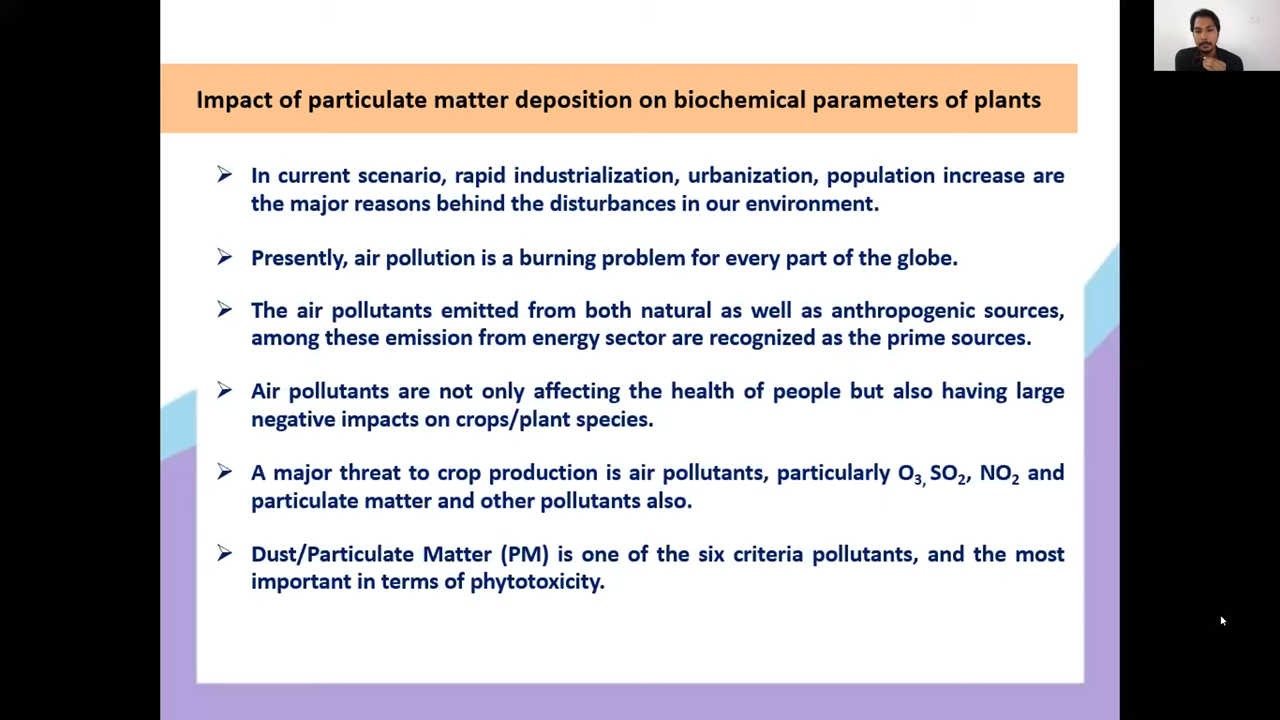 Impact of particulate matter deposition on biochemical parameters of plants
➢ In current scenario, rapid industrialization, urbanization, population increase are
the major reasons behind the disturbances in our environment.
➢ Presently, air pollution is a burning problem for every part of the globe.
➢ The air pollutants emitted from both natural as well as anthropogenic sources,
among these emission from energy sector are recognized as the prime sources.
➢ Air pollutants are not only affecting the health of people but also having large
negative impacts on crops/plant species.
➢ A major threat to crop production is air pollutants, particularly O₃, SO₂, NO₂ and
particulate matter and other pollutants also.
➢ Dust/Particulate Matter (PM) is one of the six criteria pollutants, and the most
important in terms of phytotoxicity.